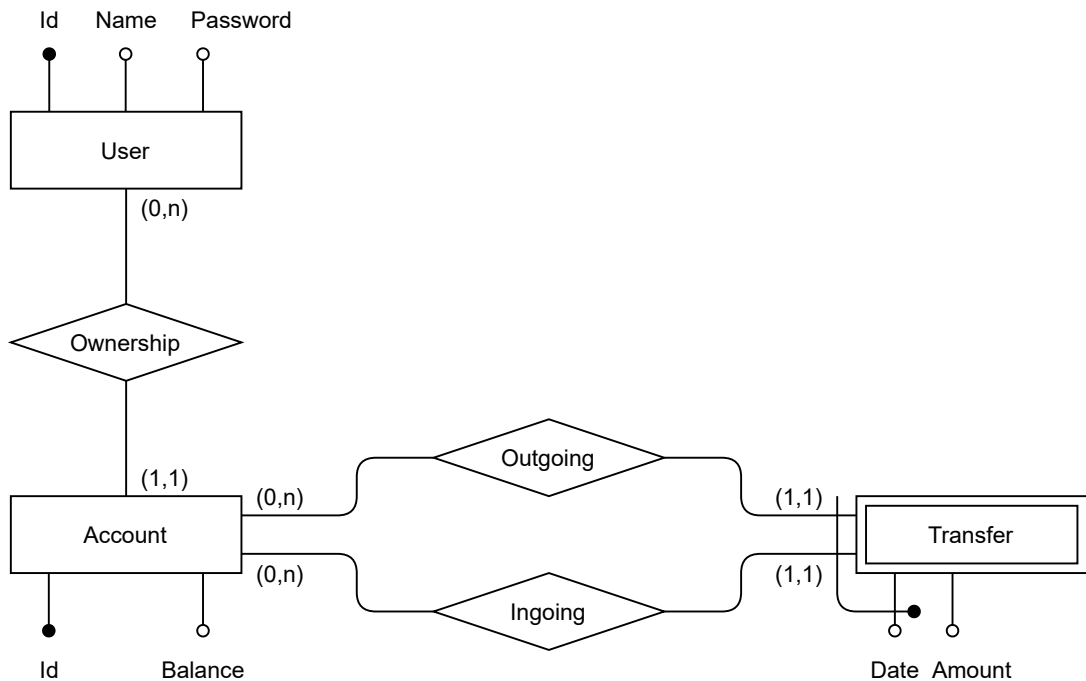 Id Name Password
User
(0,n)
Ownership
(1,1)
Outgoing
(0,n) (1,1)
Account Transfer
(0,n) (1,1)
Ingoing
Id Balance Date Amount